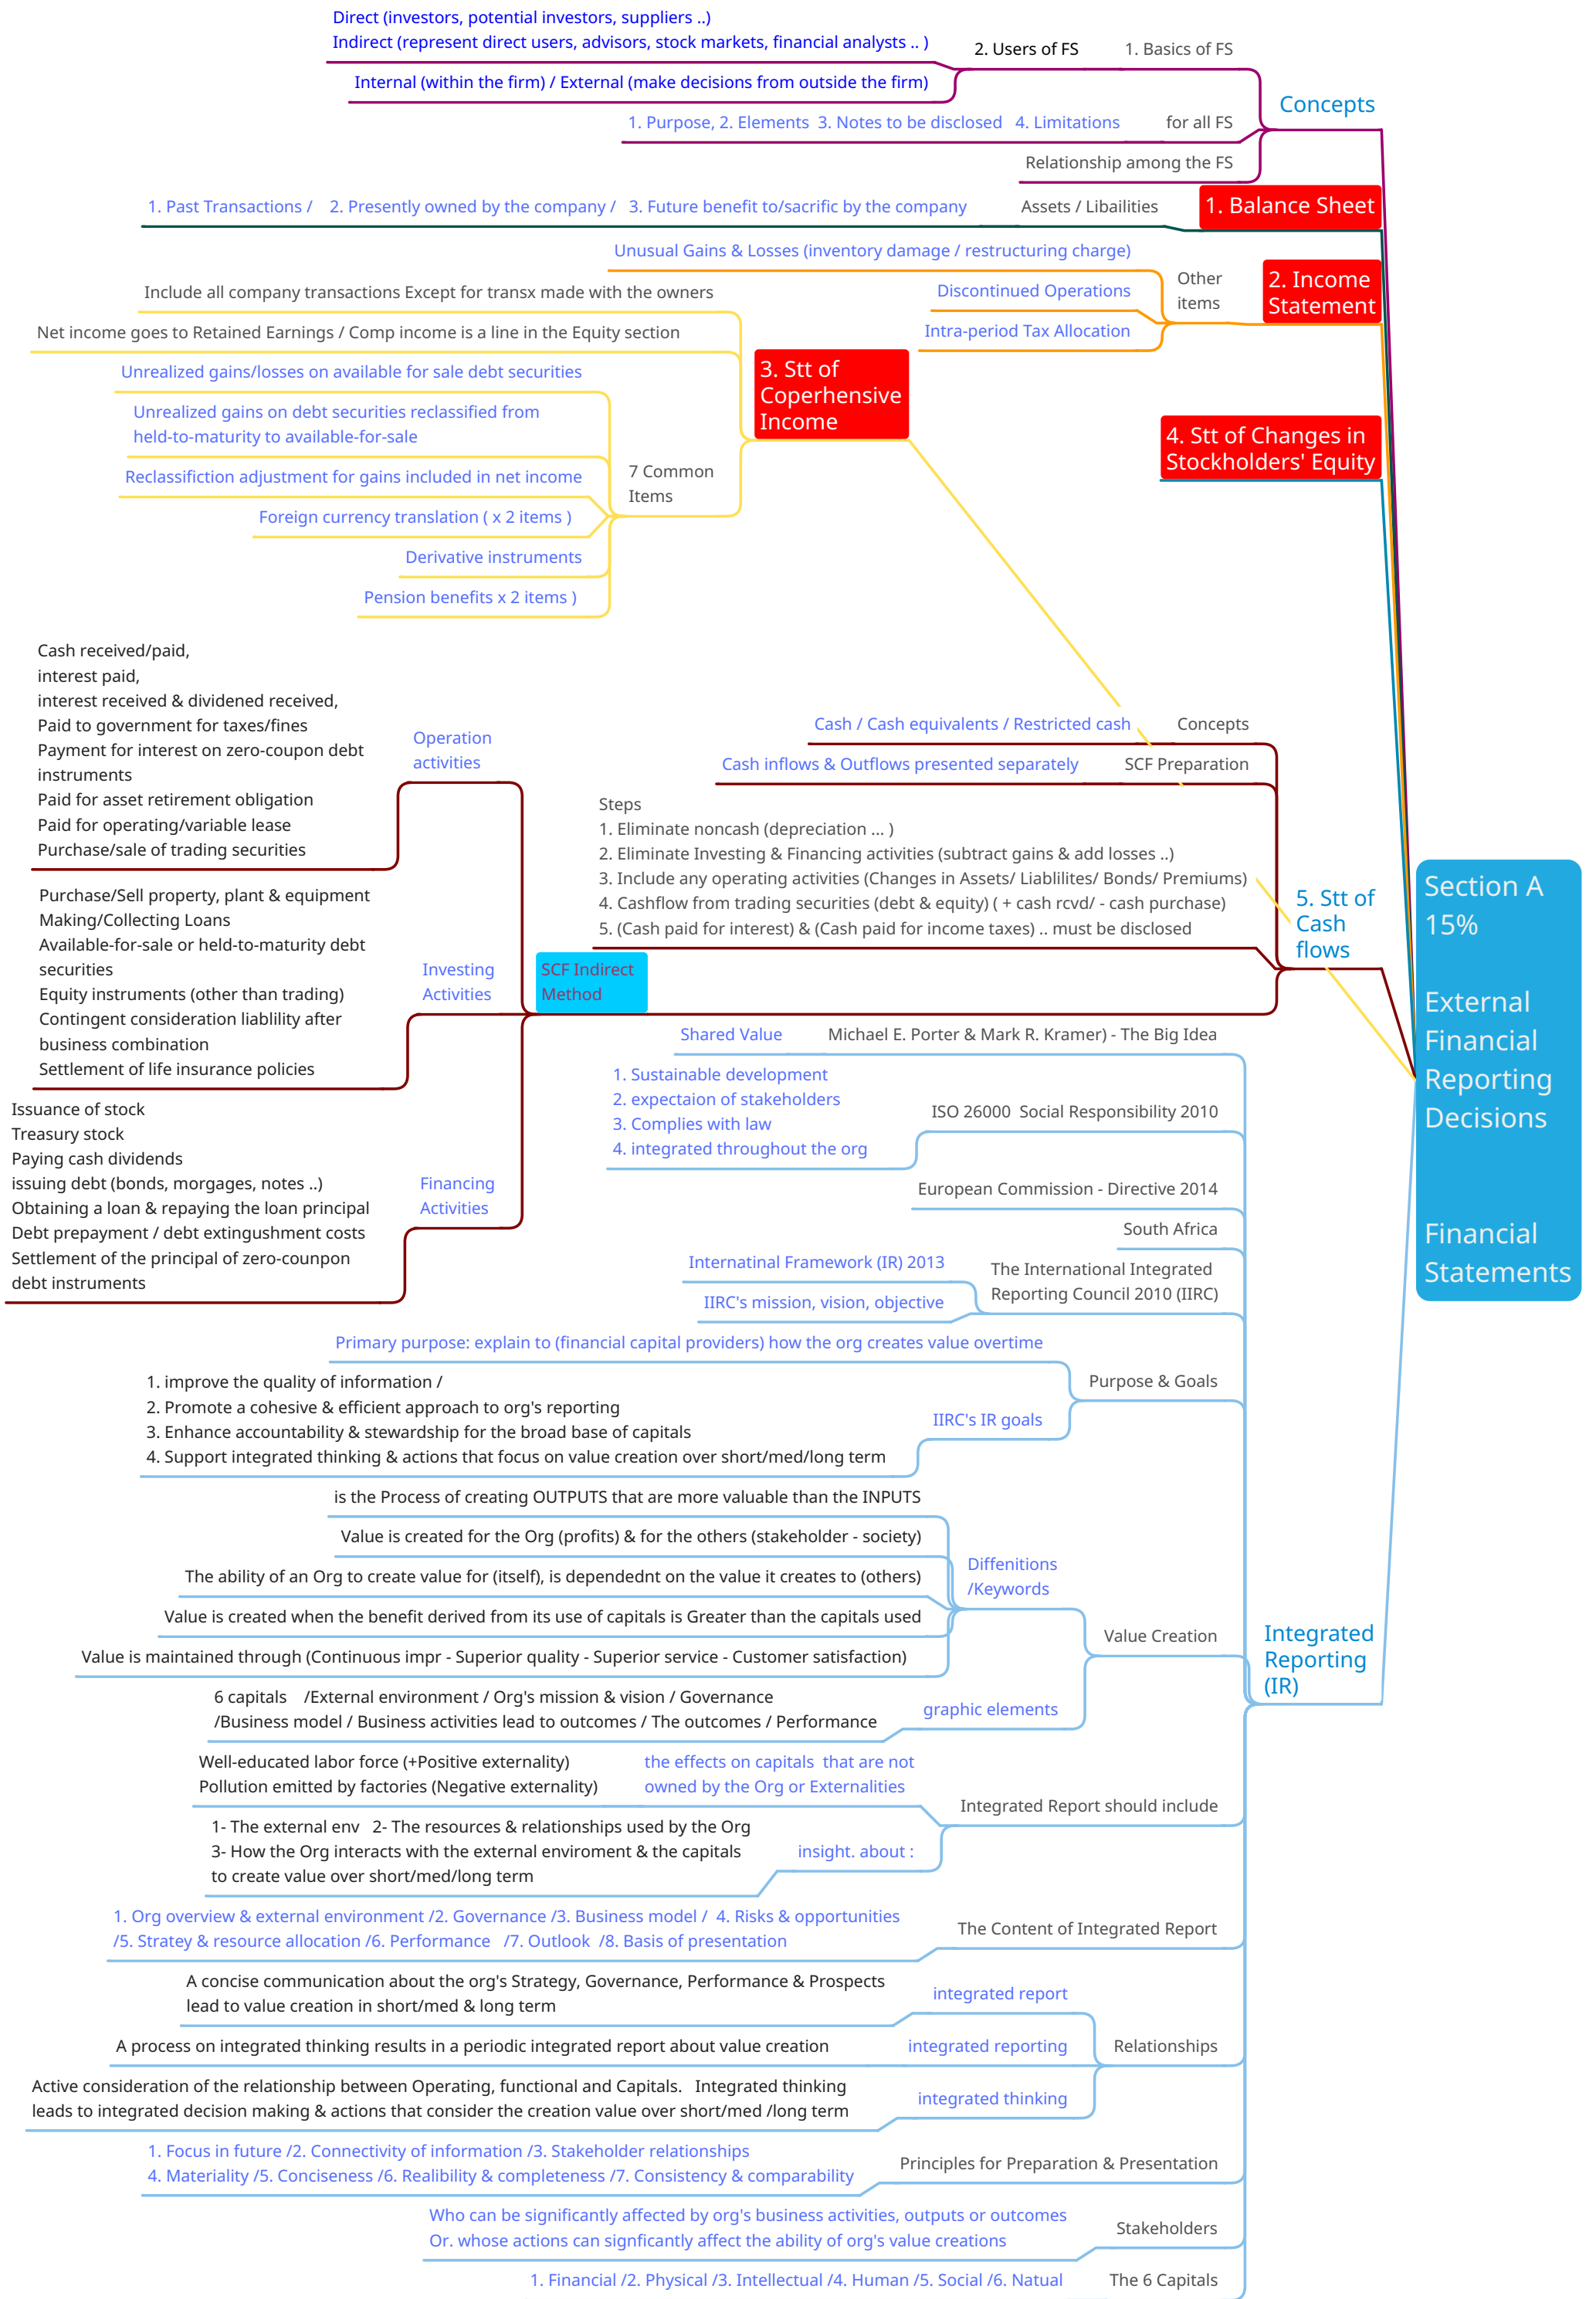 Direct (investors, potential investors, suppliers ..)
Indirect (represent direct users, advisors, stock markets, financial analysts .. )
Internal (within the firm) / External (make decisions from outside the firm)
2. Users of FS
1. Basics of FS
1. Purpose, 2. Elements  3. Notes to be disclosed   4. Limitations
for all FS
Relationship among the FS
Concepts
1. Past Transactions /    2. Presently owned by the company /   3. Future benefit to/sacrific by the company
Assets / Libailities
1. Balance Sheet
Unusual Gains & Losses (inventory damage / restructuring charge)
Discontinued Operations
Intra-period Tax Allocation
Other
items
2. Income
Statement
Include all company transactions Except for transx made with the owners
Net income goes to Retained Earnings / Comp income is a line in the Equity section
Unrealized gains/losses on available for sale debt securities
Unrealized gains on debt securities reclassified from
held-to-maturity to available-for-sale
Reclassifiction adjustment for gains included in net income
Foreign currency translation ( x 2 items )
Derivative instruments
Pension benefits x 2 items )
7 Common
Items
3. Stt of
Coperhensive
Income
4. Stt of Changes in
Stockholders' Equity
Cash / Cash equivalents / Restricted cash
Concepts
Cash inflows & Outflows presented separately
SCF Preparation
Steps
1. Eliminate noncash (depreciation ... )
2. Eliminate Investing & Financing activities (subtract gains & add losses ..)
3. Include any operating activities (Changes in Assets/ Liablilites/ Bonds/ Premiums)
4. Cashflow from trading securities (debt & equity) ( + cash rcvd/ - cash purchase)
5. (Cash paid for interest) & (Cash paid for income taxes) .. must be disclosed
5. Stt of
Cash
flows
Cash received/paid,
interest paid,
interest received & dividened received,
Paid to government for taxes/fines
Payment for interest on zero-coupon debt
instruments
Paid for asset retirement obligation
Paid for operating/variable lease
Purchase/sale of trading securities
Operation
activities
Purchase/Sell property, plant & equipment
Making/Collecting Loans
Available-for-sale or held-to-maturity debt
securities
Equity instruments (other than trading)
Contingent consideration liablility after
business combination
Settlement of life insurance policies
Investing
Activities
Issuance of stock
Treasury stock
Paying cash dividends
issuing debt (bonds, morgages, notes ..)
Obtaining a loan & repaying the loan principal
Debt prepayment / debt extingushment costs
Settlement of the principal of zero-counpon
debt instruments
Financing
Activities
SCF Indirect
Method
Section A
15%
External
Financial
Reporting
Decisions
Financial
Statements
Shared Value
Michael E. Porter & Mark R. Kramer) - The Big Idea
1. Sustainable development
2. expectaion of stakeholders
3. Complies with law
4. integrated throughout the org
ISO 26000  Social Responsibility 2010
European Commission - Directive 2014
South Africa
Internatinal Framework (IR) 2013
IIRC's mission, vision, objective
The International Integrated
Reporting Council 2010 (IIRC)
Primary purpose: explain to (financial capital providers) how the org creates value overtime
1. improve the quality of information /
2. Promote a cohesive & efficient approach to org's reporting
3. Enhance accountability & stewardship for the broad base of capitals
4. Support integrated thinking & actions that focus on value creation over short/med/long term
IIRC's IR goals
Purpose & Goals
is the Process of creating OUTPUTS that are more valuable than the INPUTS
Value is created for the Org (profits) & for the others (stakeholder - society)
The ability of an Org to create value for (itself), is dependednt on the value it creates to (others)
Value is created when the benefit derived from its use of capitals is Greater than the capitals used
Value is maintained through (Continuous impr - Superior quality - Superior service - Customer satisfaction)
Diffenitions
/Keywords
6 capitals    /External environment / Org's mission & vision / Governance
/Business model / Business activities lead to outcomes / The outcomes / Performance
graphic elements
Value Creation
Integrated
Reporting
(IR)
Well-educated labor force (+Positive externality)
Pollution emitted by factories (Negative externality)
the effects on capitals  that are not
owned by the Org or Externalities
1- The external env   2- The resources & relationships used by the Org
3- How the Org interacts with the external enviroment & the capitals
to create value over short/med/long term
insight. about :
Integrated Report should include
1. Org overview & external environment /2. Governance /3. Business model /  4. Risks & opportunities
/5. Stratey & resource allocation /6. Performance   /7. Outlook  /8. Basis of presentation
The Content of Integrated Report
A concise communication about the org's Strategy, Governance, Performance & Prospects
lead to value creation in short/med & long term
integrated report
A process on integrated thinking results in a periodic integrated report about value creation
integrated reporting
Active consideration of the relationship between Operating, functional and Capitals.   Integrated thinking
leads to integrated decision making & actions that consider the creation value over short/med /long term
integrated thinking
Relationships
1. Focus in future /2. Connectivity of information /3. Stakeholder relationships
4. Materiality /5. Conciseness /6. Realibility & completeness /7. Consistency & comparability
Principles for Preparation & Presentation
Who can be significantly affected by org's business activities, outputs or outcomes
Or. whose actions can signficantly affect the ability of org's value creations
Stakeholders
1. Financial /2. Physical /3. Intellectual /4. Human /5. Social /6. Natual
The 6 Capitals